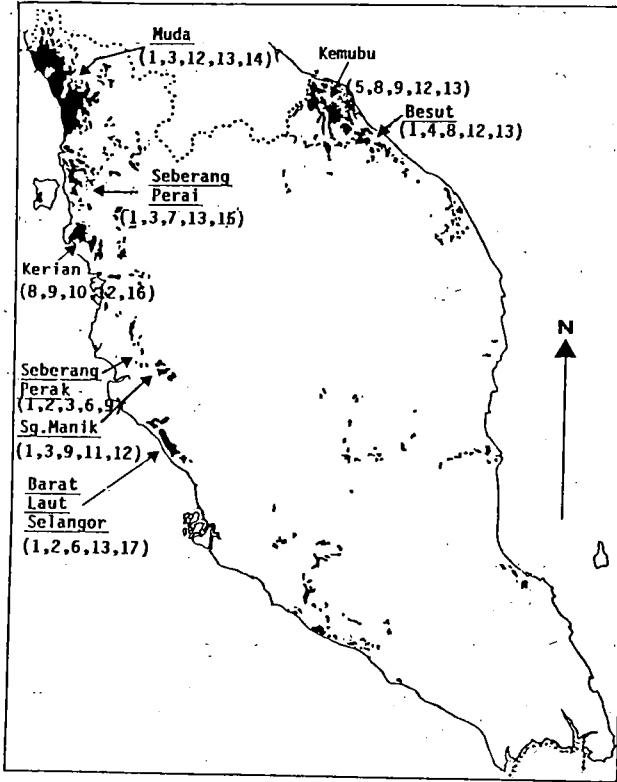 Muda
(1,3,12,13,14)
Kemubu
(5,8,9,12,13)
Besut
(1,4,8,12,13)
Seberang
Perai
(1,3,7,13,15)
Kerian
(8,9,10,12,16)
N
Seberang
Perak
(1,2,3,6,9)
Sg.Manik
(1,3,9,11,12)
Barat
Laut
Selangor
(1,2,6,13,17)